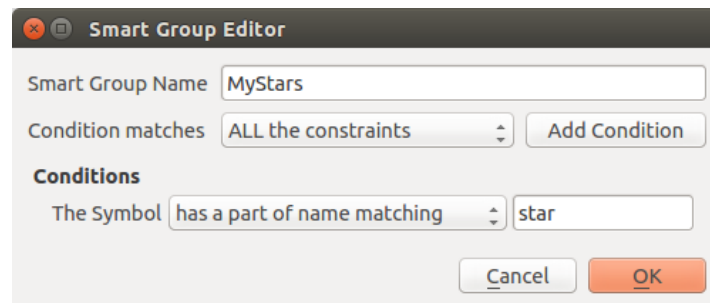 Smart Group Editor
Smart Group Name MyStars
Condition matches ALL the constraints Add Condition
Conditions
The Symbol has a part of name matching star
Cancel OK